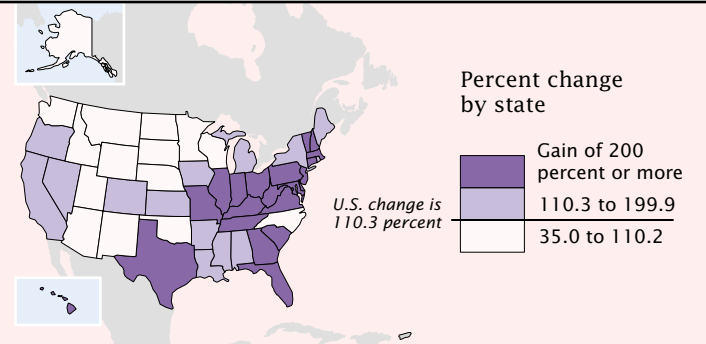 Percent change
by state
Gain of 200
percent or more
U.S. change is
110.3 percent
110.3 to 199.9
35.0 to 110.2